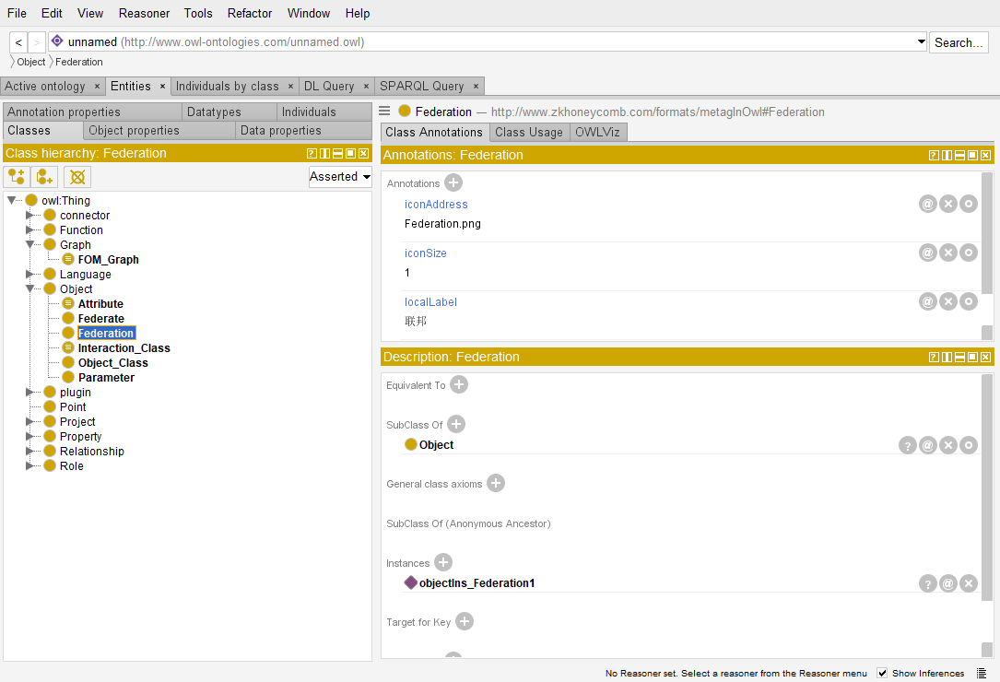 File Edit View Reasoner Tools Refactor Window Help
< > unnamed (http://www.owl-ontologies.com/unnamed.owl) Search...
Object Federation
Active ontology × Entities × Individuals by class × DL Query × SPARQL Query ×
Annotation properties Datatypes Individuals
Classes Object properties Data properties
Class hierarchy: Federation
Asserted
owl:Thing
connector
Function
Graph
FOM_Graph
Language
Object
Attribute
Federate
Federation
Interaction_Class
Object_Class
Parameter
plugin
Point
Project
Property
Relationship
Role
Federation — http://www.zkhoneycomb.com/formats/metagInOwl#Federation
Class Annotations Class Usage OWLViz
Annotations: Federation
Annotations
iconAddress
Federation.png
iconSize
1
localLabel
联邦
Description: Federation
Equivalent To
SubClass Of
Object
General class axioms
SubClass Of (Anonymous Ancestor)
Instances
objectIns_Federation1
Target for Key
No Reasoner set. Select a reasoner from the Reasoner menu Show Inferences